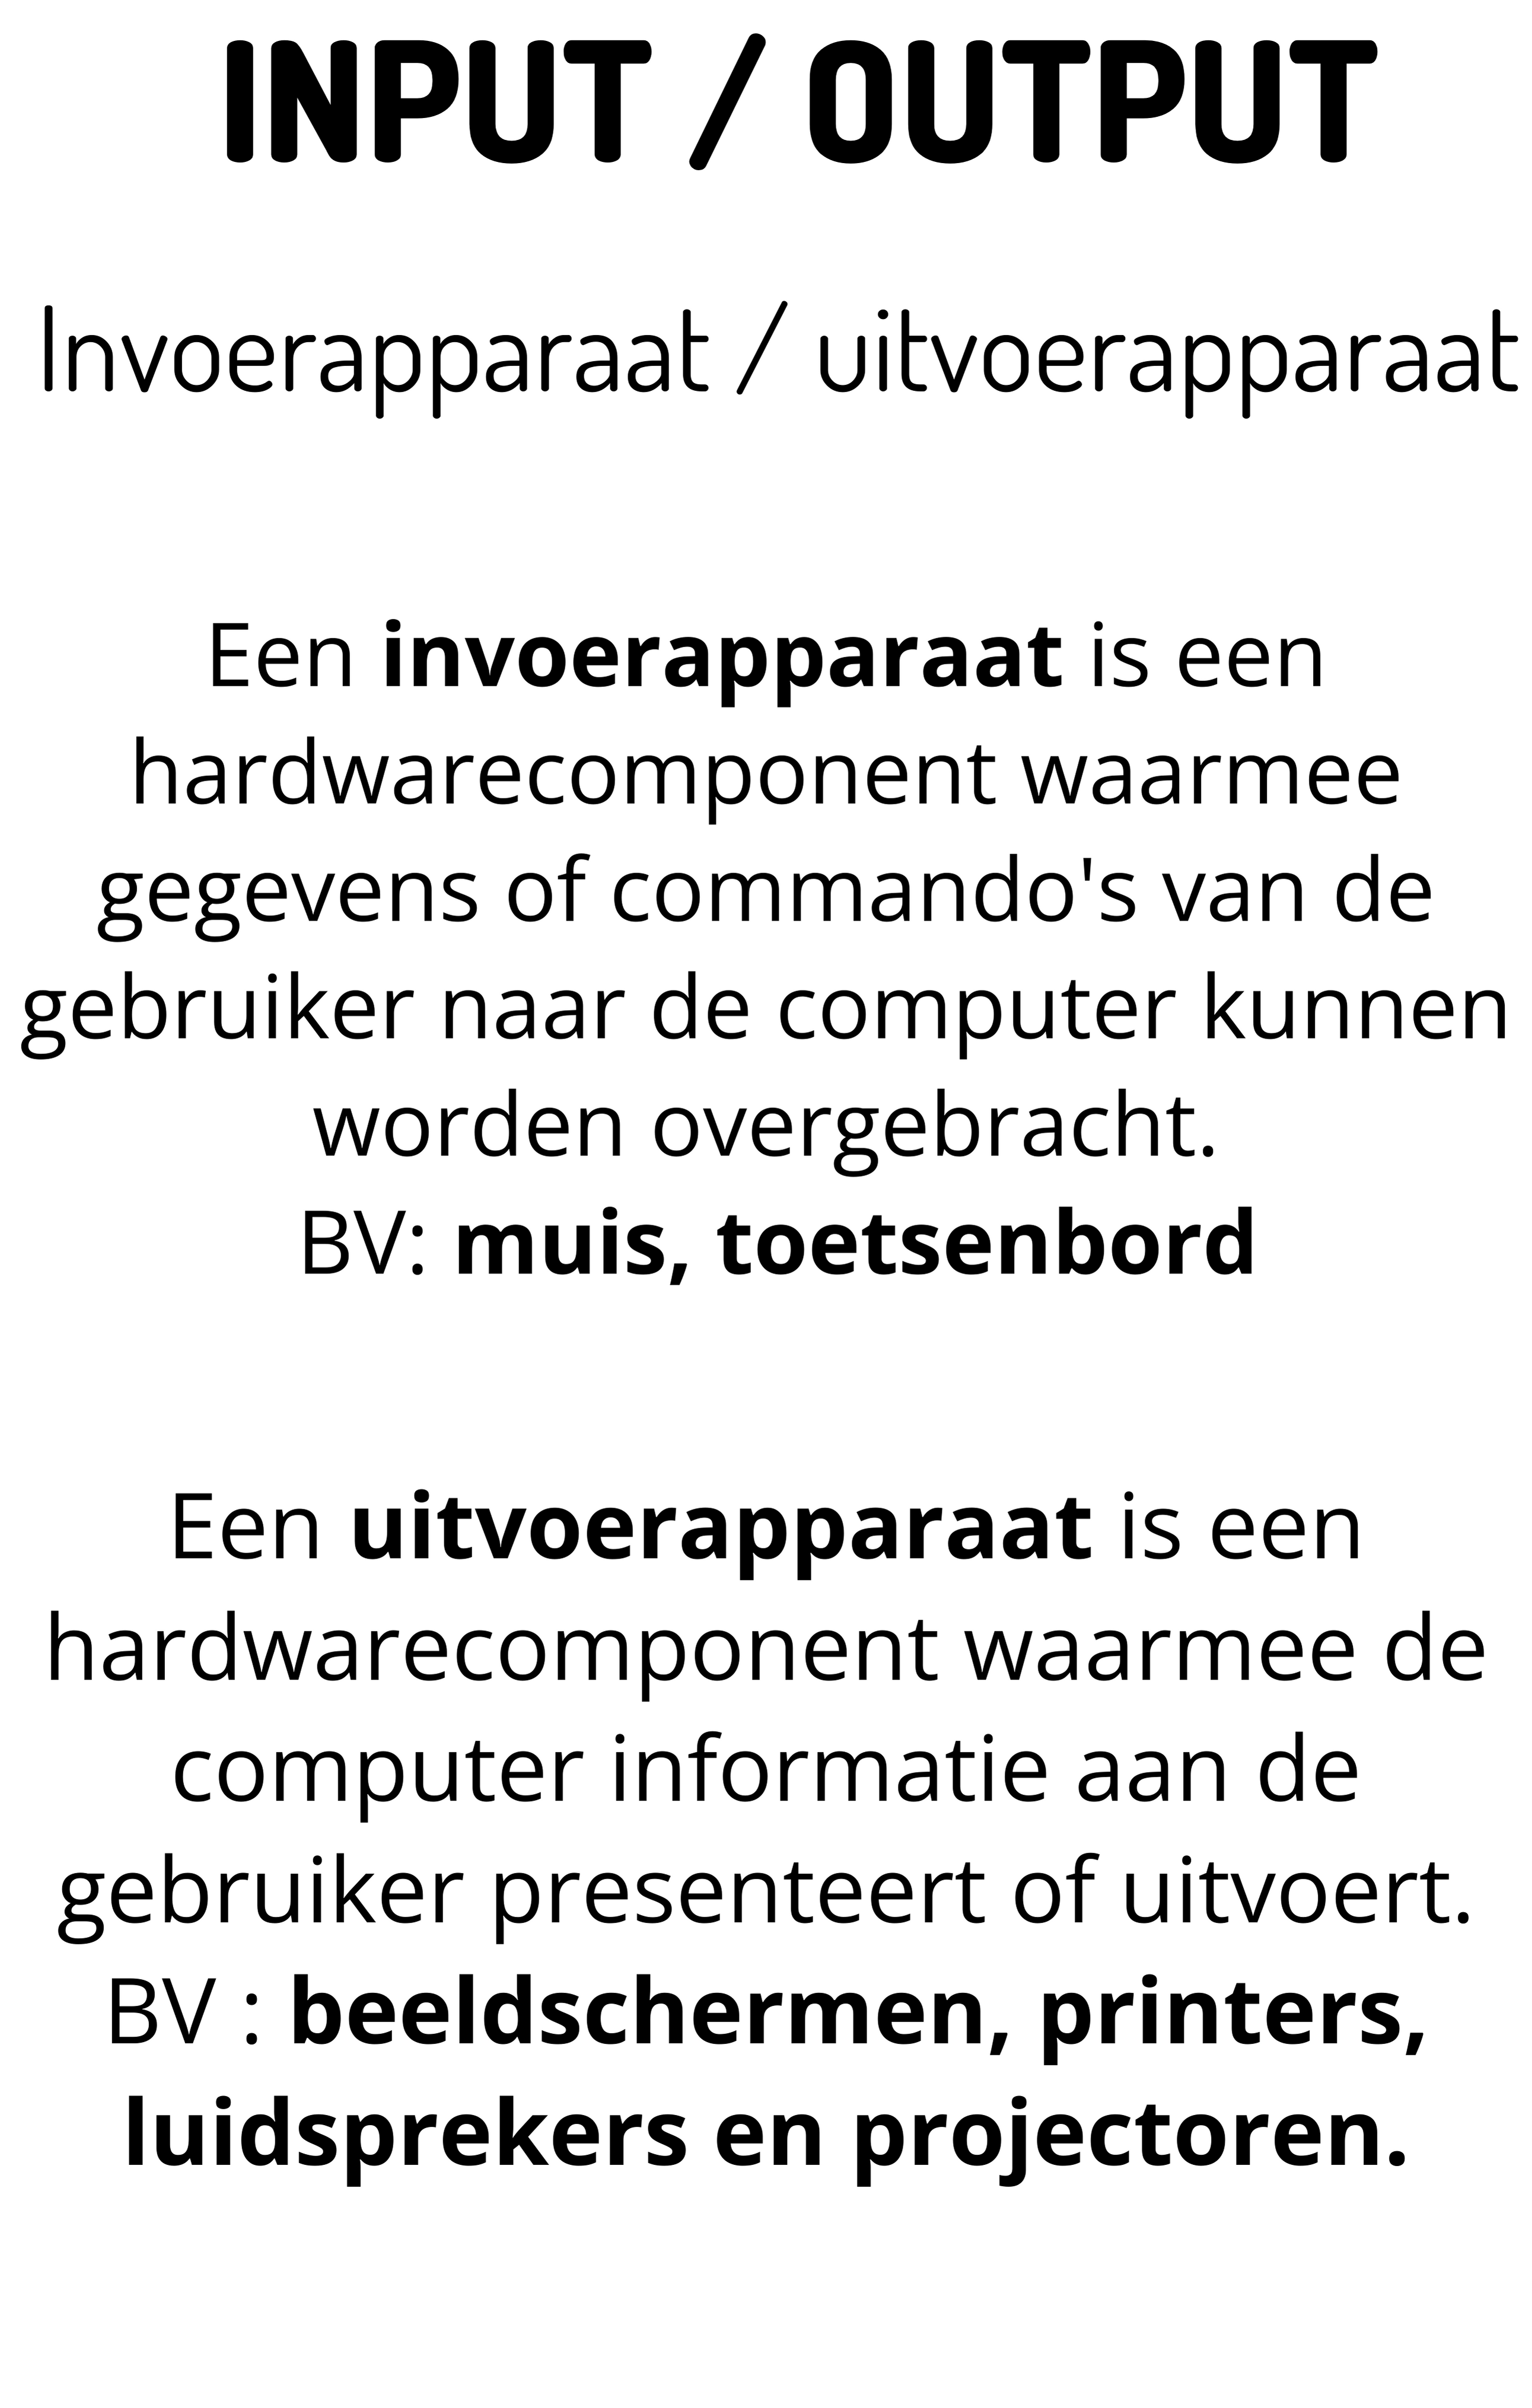 INPUT / OUTPUT
Invoerapparaat / uitvoerapparaat
Een invoerapparaat is een
hardwarecomponent waarmee
gegevens of commando's van de
gebruiker naar de computer kunnen
worden overgebracht.
BV: muis, toetsenbord
Een uitvoerapparaat is een
hardwarecomponent waarmee de
computer informatie aan de
gebruiker presenteert of uitvoert.
BV : beeldschermen, printers,
luidsprekers en projectoren.